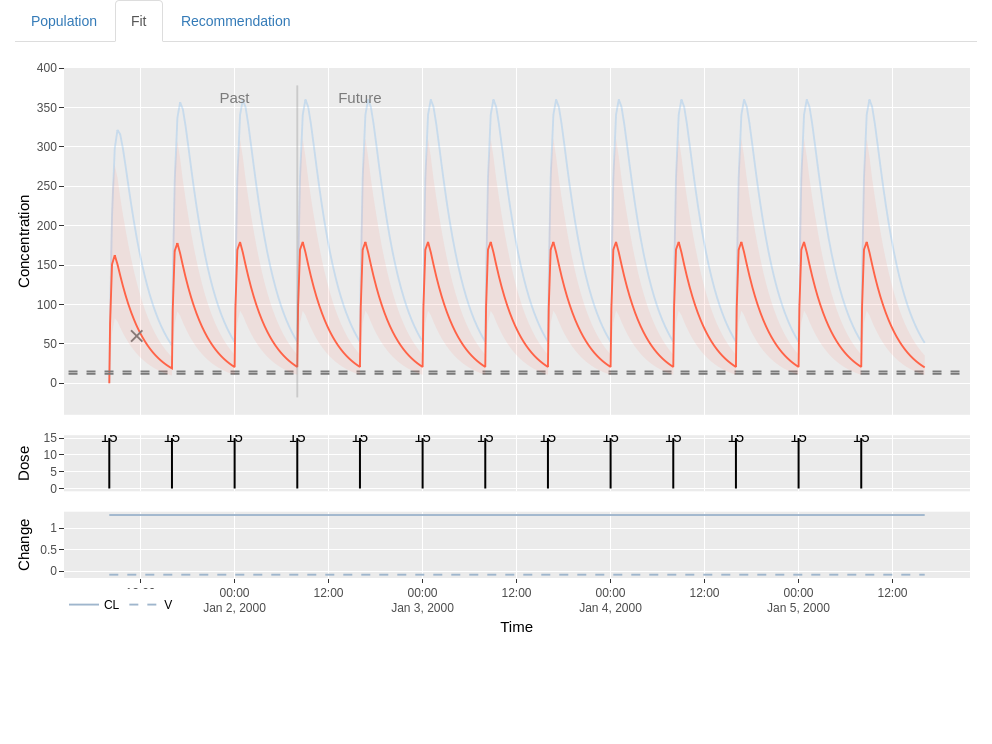 Population Fit Recommendation
400
350
300
250
200
150
100
50
0
Concentration
Past Future
15 15 15 15 15 15 15 15 15 15 15 15 15
15
10
5
0
Dose
1
0.5
0
Change
00:00 12:00 00:00 12:00 00:00 12:00 00:00 12:00
Jan 2, 2000 Jan 3, 2000 Jan 4, 2000 Jan 5, 2000
CL V
Time